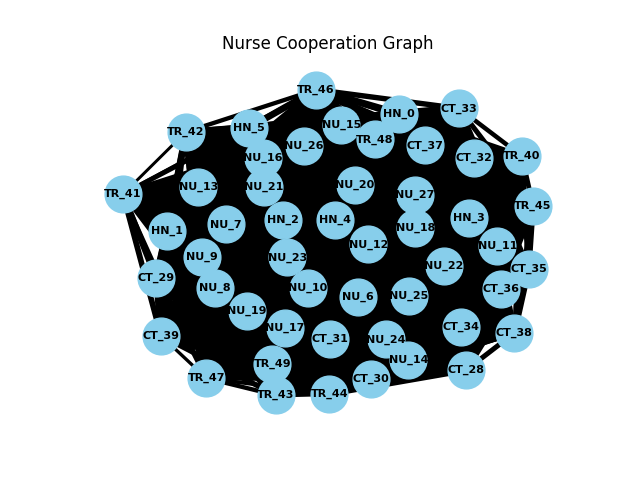 Nurse Cooperation Graph
TR_46
CT_33
HN_0
NU_15
HN_5
TR_42
TR_48
CT_37
NU_26
TR_40
CT_32
NU_16
NU_20
NU_21
NU_13
TR_41
NU_27
TR_45
HN_3
HN_2
HN_4
NU_7
NU_18
HN_1
NU_12
NU_11
NU_9
NU_23
NU_22
CT_35
CT_29
NU_8
NU_10
CT_36
NU_25
NU_6
NU_19
CT_34
NU_17
CT_38
CT_39
CT_31
NU_24
NU_14
TR_49
CT_28
TR_47
CT_30
TR_44
TR_43